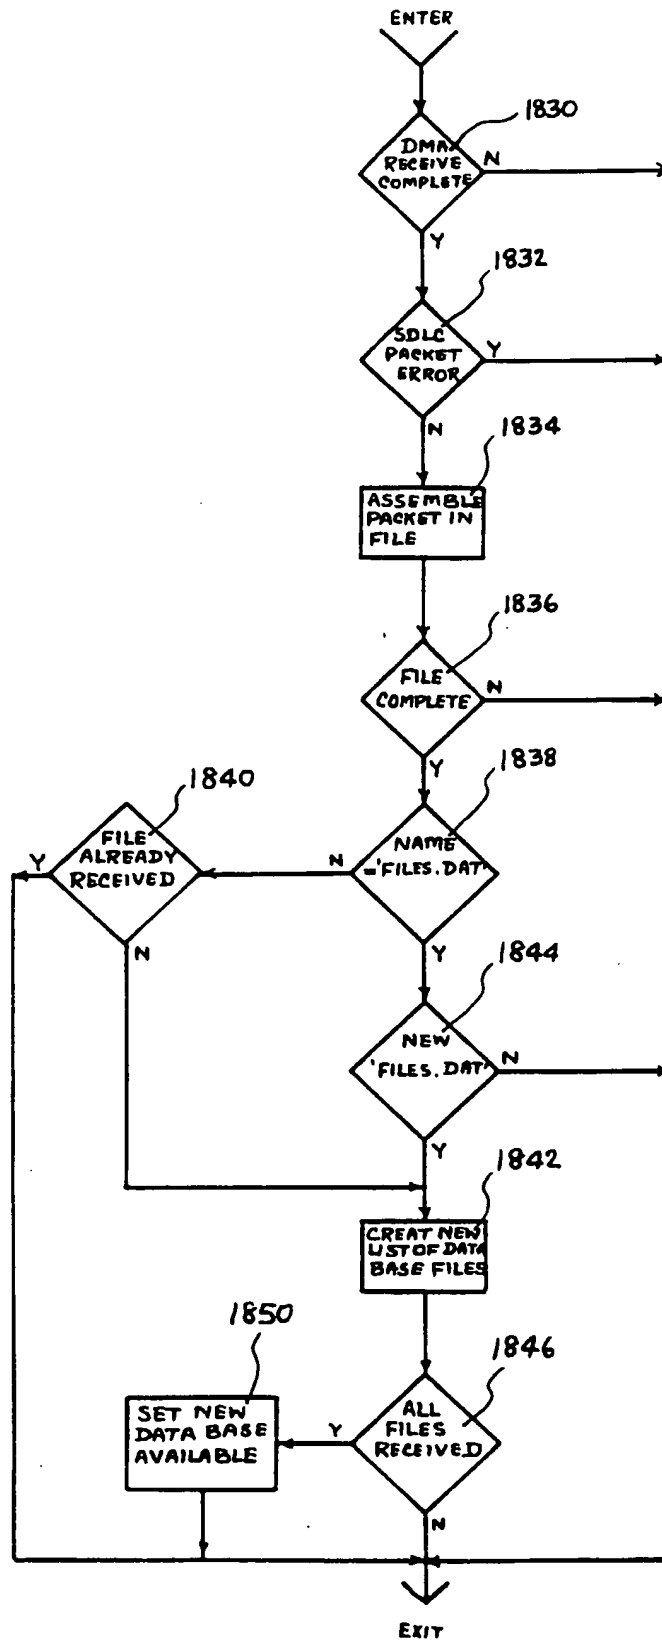 ENTER
1830
DMA
RECEIVE
COMPLETE
N
Y
1832
SDLC
PACKET
ERROR
Y
N
1834
ASSEMBLE
PACKET IN
FILE
1836
FILE
COMPLETE
N
Y
1838
1840
NAME
='FILES.DAT'
N
Y
FILE
ALREADY
RECEIVED
Y
N
1844
NEW
'FILES.DAT'
N
Y
1842
CREAT NEW
LIST OF DATA
BASE FILES
1850
1846
SET NEW
DATA BASE
AVAILABLE
ALL
FILES
RECEIVED
Y
N
EXIT